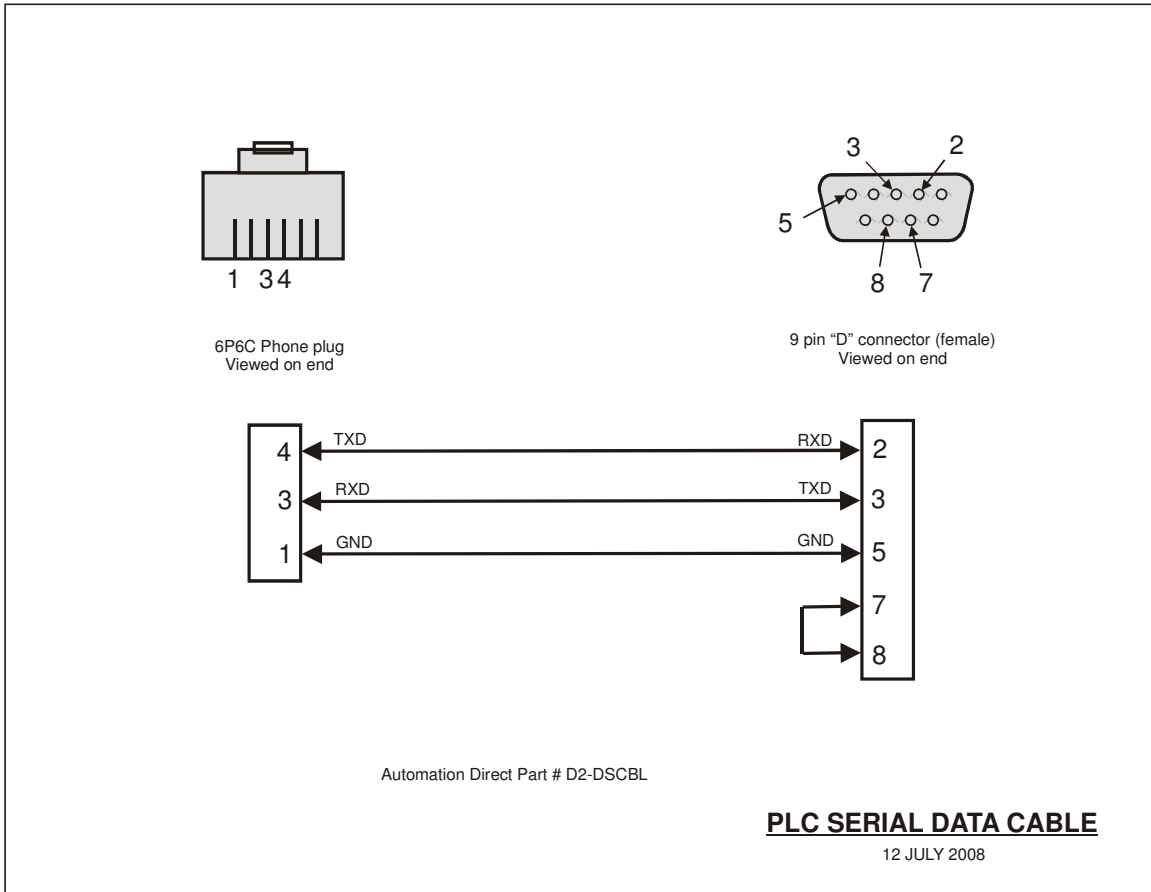 3 2
5
8 7
1 34
6P6C Phone plug
Viewed on end
9 pin “D” connector (female)
Viewed on end
4 TXD RXD 2
3 RXD TXD 3
1 GND GND 5
7
8
Automation Direct Part # D2-DSCBL
PLC SERIAL DATA CABLE
12 JULY 2008